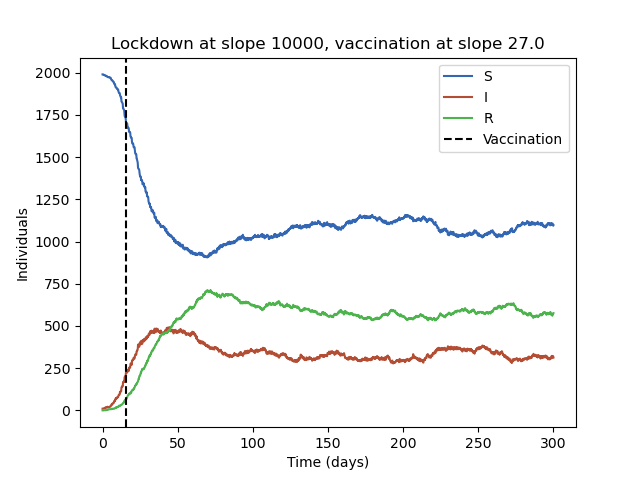 Lockdown at slope 10000, vaccination at slope 27.0
2000
1750
1500
1250
1000
750
500
250
0
Individuals
S
I
R
Vaccination
0 50 100 150 200 250 300
Time (days)